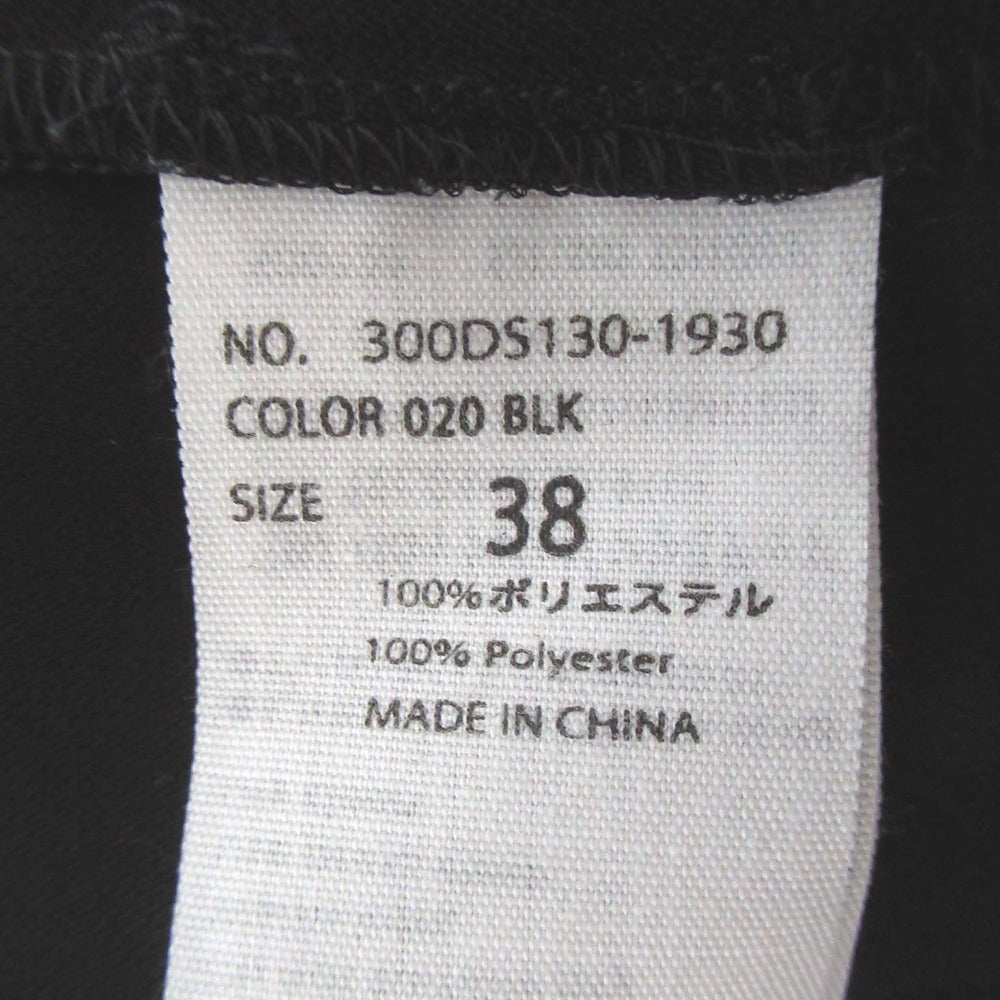 NO. 300DS130-1930
COLOR 020 BLK
SIZE 38
100%ポリエステル
100% Polyester
MADE IN CHINA